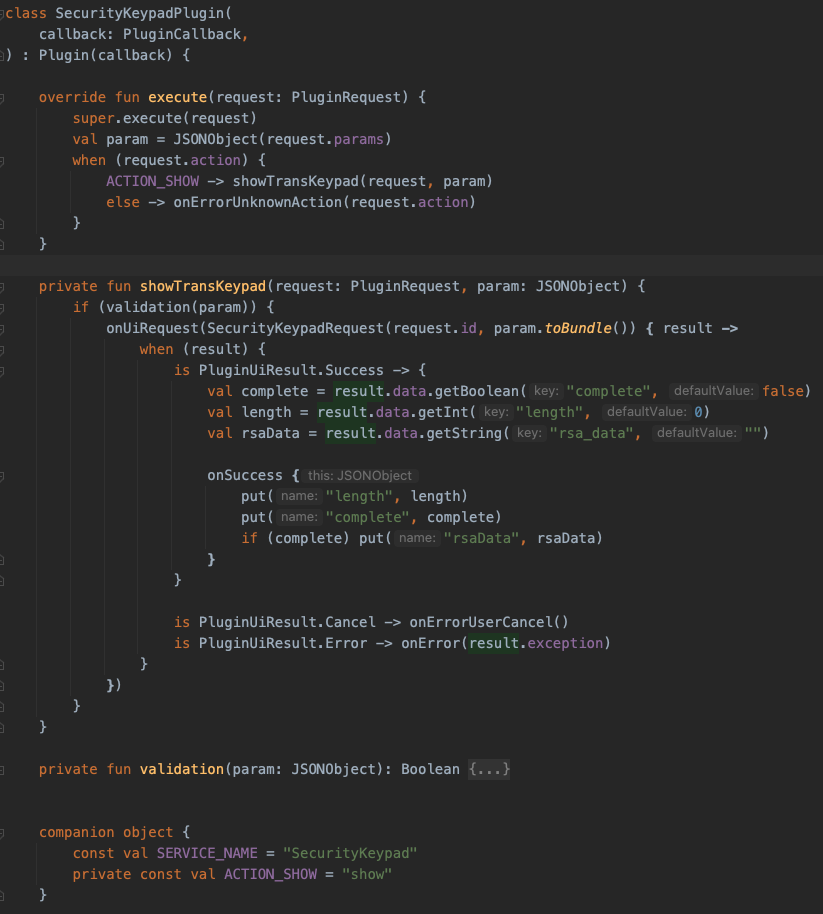 class SecurityKeypadPlugin(
    callback: PluginCallback,
) : Plugin(callback) {

    override fun execute(request: PluginRequest) {
        super.execute(request)
        val param = JSONObject(request.params)
        when (request.action) {
            ACTION_SHOW -> showTransKeypad(request, param)
            else -> onErrorUnknownAction(request.action)
        }
    }

    private fun showTransKeypad(request: PluginRequest, param: JSONObject) {
        if (validation(param)) {
            onUiRequest(SecurityKeypadRequest(request.id, param.toBundle()) { result ->
                when (result) {
                    is PluginUiResult.Success -> {
                        val complete = result.data.getBoolean( key: "complete", defaultValue: false)
                        val length = result.data.getInt( key: "length", defaultValue: 0)
                        val rsaData = result.data.getString( key: "rsa_data", defaultValue: "")

                        onSuccess { this: JSONObject
                            put( name: "length", length)
                            put( name: "complete", complete)
                            if (complete) put( name: "rsaData", rsaData)
                        }
                    }

                    is PluginUiResult.Cancel -> onErrorUserCancel()
                    is PluginUiResult.Error -> onError(result.exception)
                }
            })
        }
    }

    private fun validation(param: JSONObject): Boolean {...}


    companion object {
        const val SERVICE_NAME = "SecurityKeypad"
        private const val ACTION_SHOW = "show"
    }